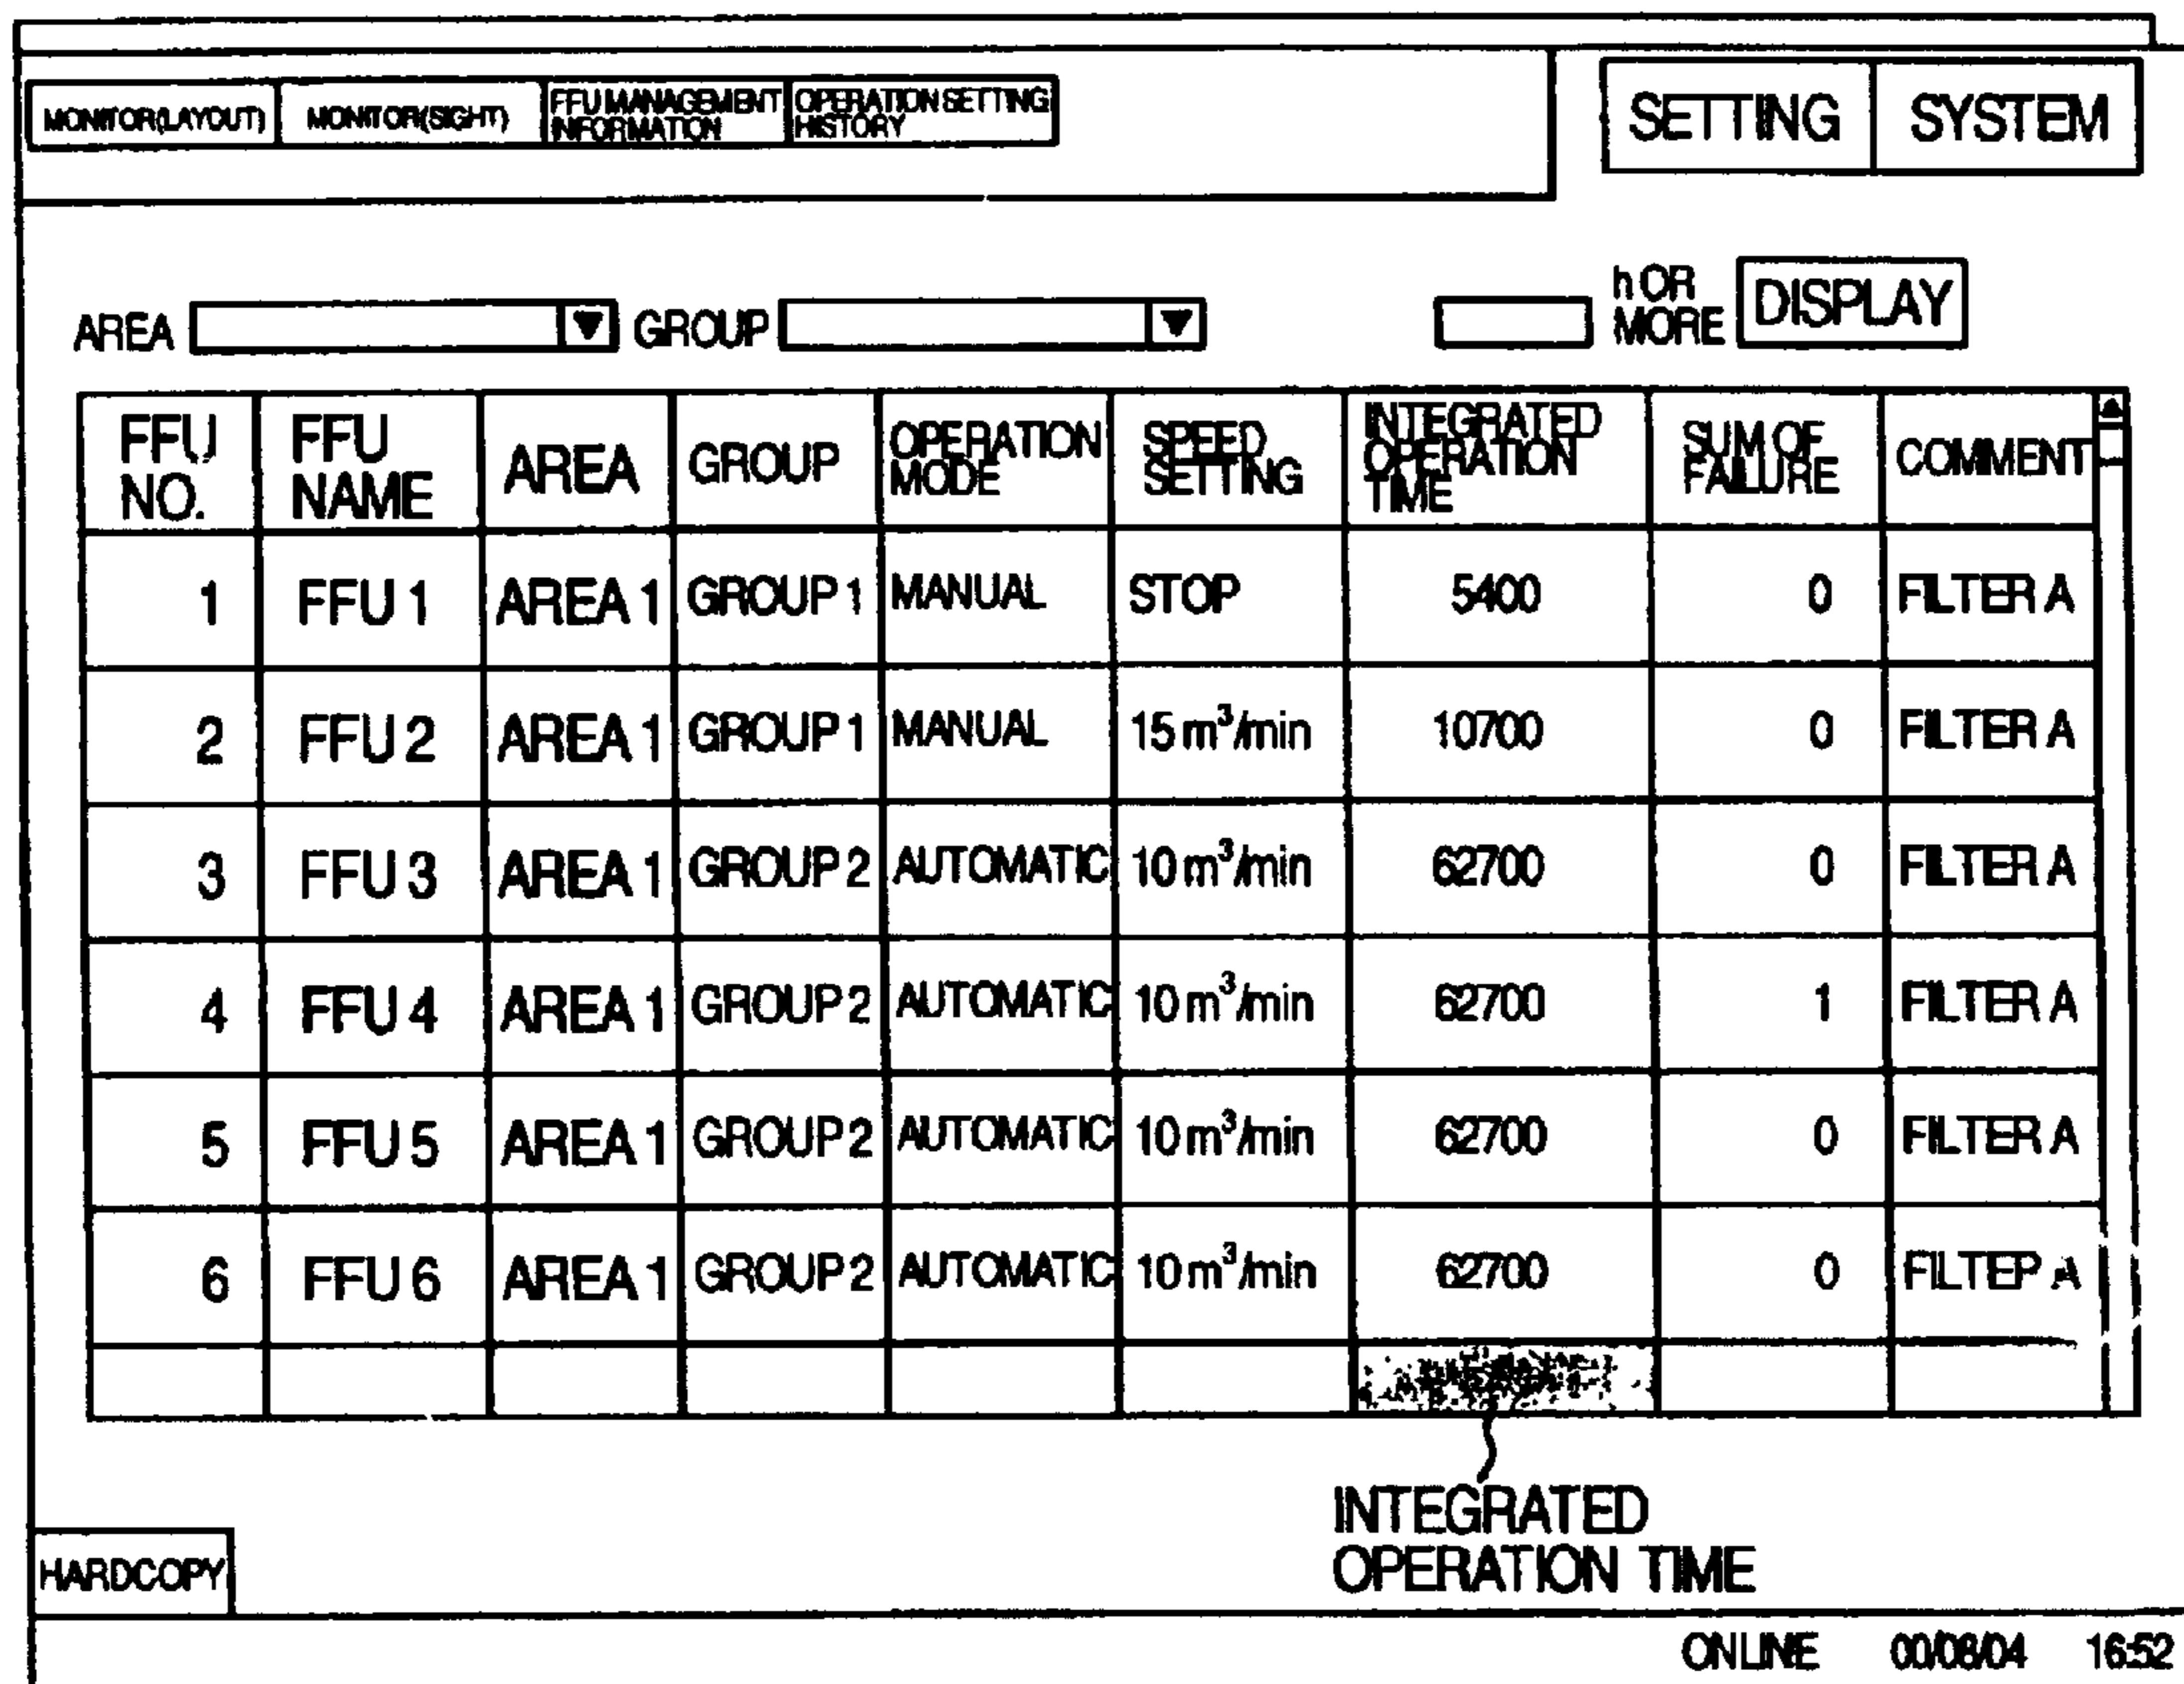 MONITOR(LAYOUT) MONITOR(SIGHT) FFU MANAGEMENT INFORMATION OPERATION SETTING HISTORY SETTING SYSTEM
AREA GROUP h OR MORE DISPLAY
FFU NO. FFU NAME AREA GROUP OPERATION MODE SPEED SETTING INTEGRATED OPERATION TIME SUM OF FAILURE COMMENT
1 FFU 1 AREA 1 GROUP 1 MANUAL STOP 5400 0 FILTER A
2 FFU 2 AREA 1 GROUP 1 MANUAL 15 m³/min 10700 0 FILTER A
3 FFU 3 AREA 1 GROUP 2 AUTOMATIC 10 m³/min 62700 0 FILTER A
4 FFU 4 AREA 1 GROUP 2 AUTOMATIC 10 m³/min 62700 1 FILTER A
5 FFU 5 AREA 1 GROUP 2 AUTOMATIC 10 m³/min 62700 0 FILTER A
6 FFU 6 AREA 1 GROUP 2 AUTOMATIC 10 m³/min 62700 0 FILTEP A
INTEGRATED
OPERATION TIME
HARDCOPY
ONLINE 00/08/04 16:52